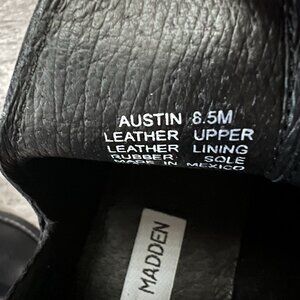 AUSTIN 8.5M
LEATHER UPPER
LEATHER LINING
RUBBER SOLE
MADE IN MEXICO
MADDEN